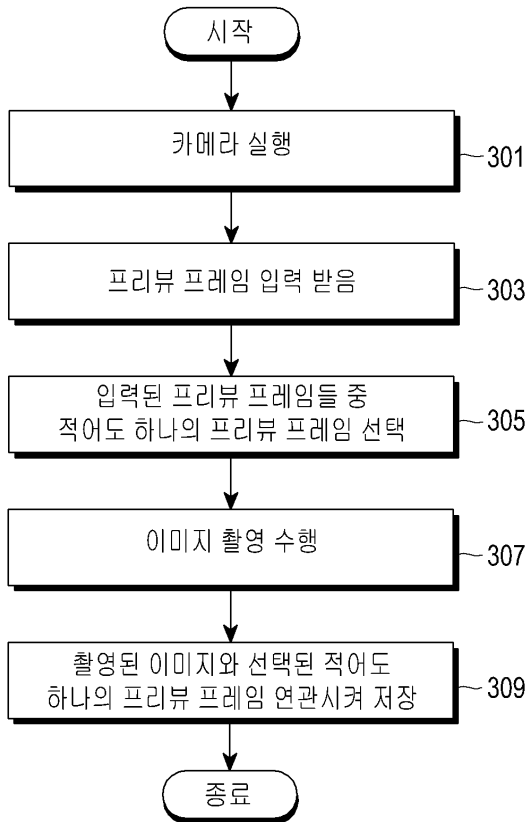 시작
카메라 실행
301
프리뷰 프레임 입력 받음
303
입력된 프리뷰 프레임들 중
적어도 하나의 프리뷰 프레임 선택
305
이미지 촬영 수행
307
촬영된 이미지와 선택된 적어도
하나의 프리뷰 프레임 연관시켜 저장
309
종료